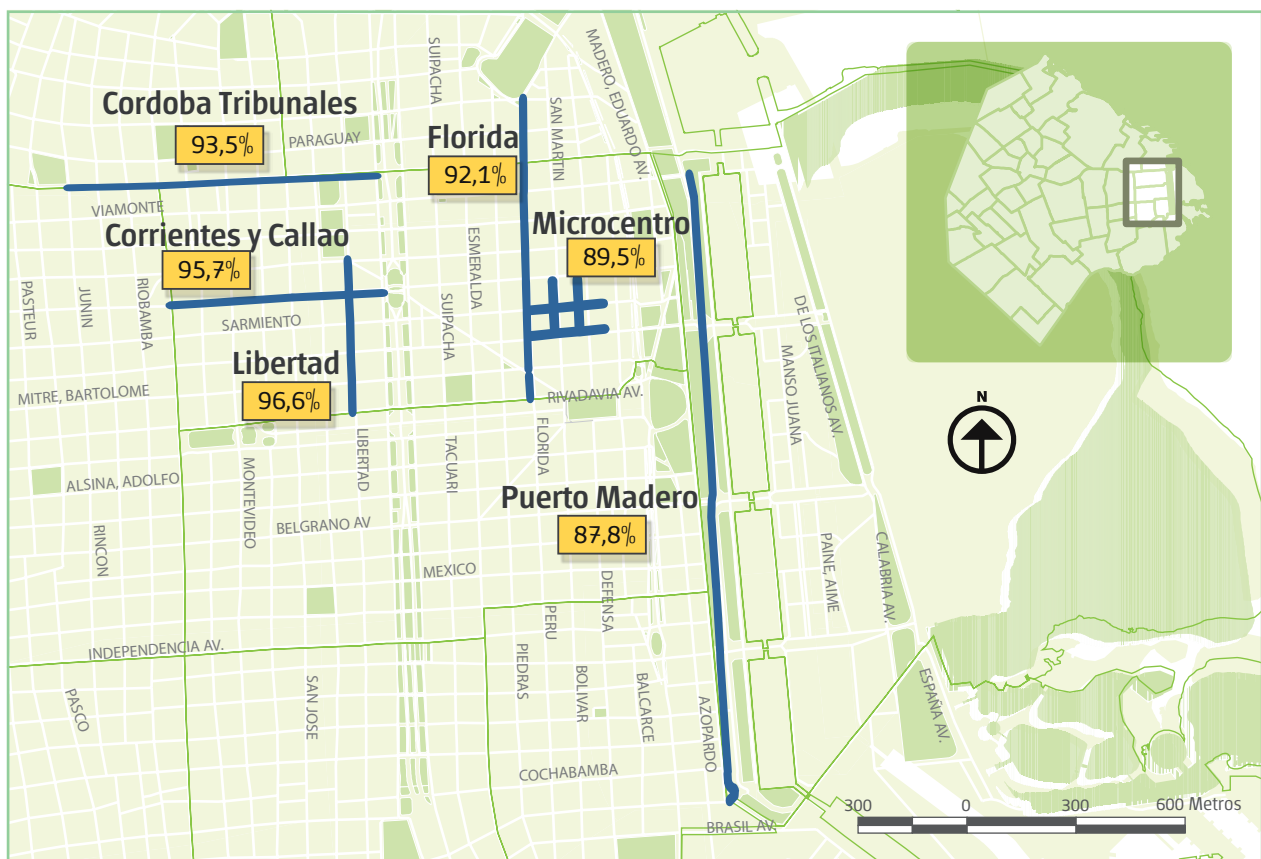 SUIPACHA
MADERO, EDUARDO AV.
Cordoba Tribunales
93,5%
PARAGUAY
Florida
92,1%
SAN MARTIN
VIAMONTE
Corrientes y Callao
95,7%
ESMERALDA
Microcentro
89,5%
PASTEUR
JUNIN
RIOBAMBA
SARMIENTO
SUIPACHA
DE LOS ITALIANOS AV.
MANSO JUANA
Libertad
96,6%
MITRE, BARTOLOME
RIVADAVIA AV.
N
LIBERTAD
TACUARI
FLORIDA
ALSINA, ADOLFO
MONTEVIDEO
Puerto Madero
87,8%
BELGRANO AV
RINCON
MEXICO
DEFENSA
PAINE, AIME
CALABRIA AV.
PERU
INDEPENDENCIA AV.
PIEDRAS
BOLIVAR
BALCARCE
PASCO
SAN JOSE
AZOPARDO
ESPAÑA AV.
COCHABAMBA
BRASIL AV.
300 0 300 600 Metros